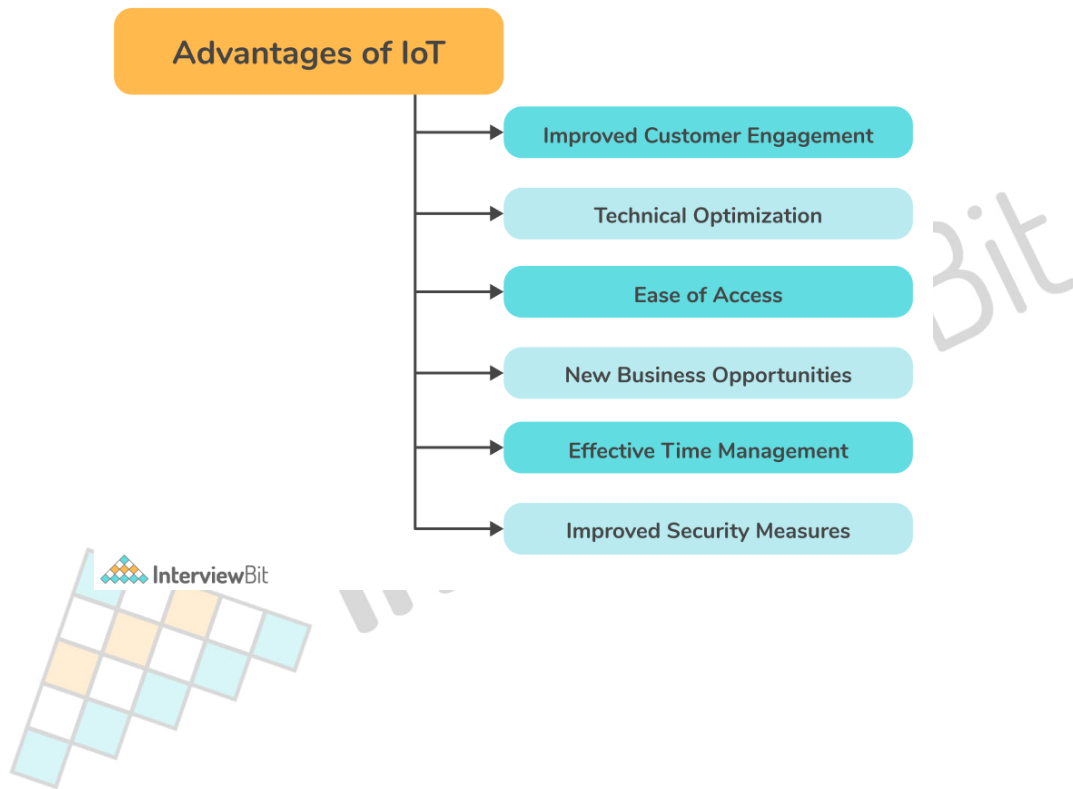 Advantages of IoT
Improved Customer Engagement
Technical Optimization
Ease of Access
New Business Opportunities
Effective Time Management
Improved Security Measures
InterviewBit
Bit